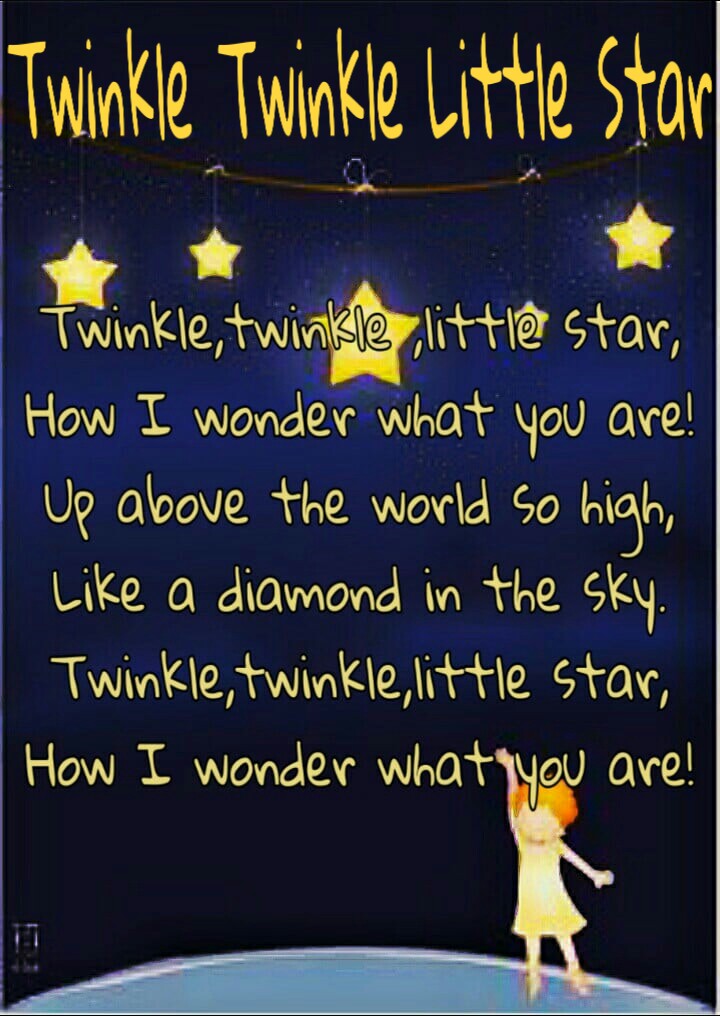 Twinkle Twinkle Little Star
Twinkle,twinkle ,little star,
How I wonder what you are!
Up above the world so high,
Like a diamond in the sky.
Twinkle,twinkle,little star,
How I wonder what you are!